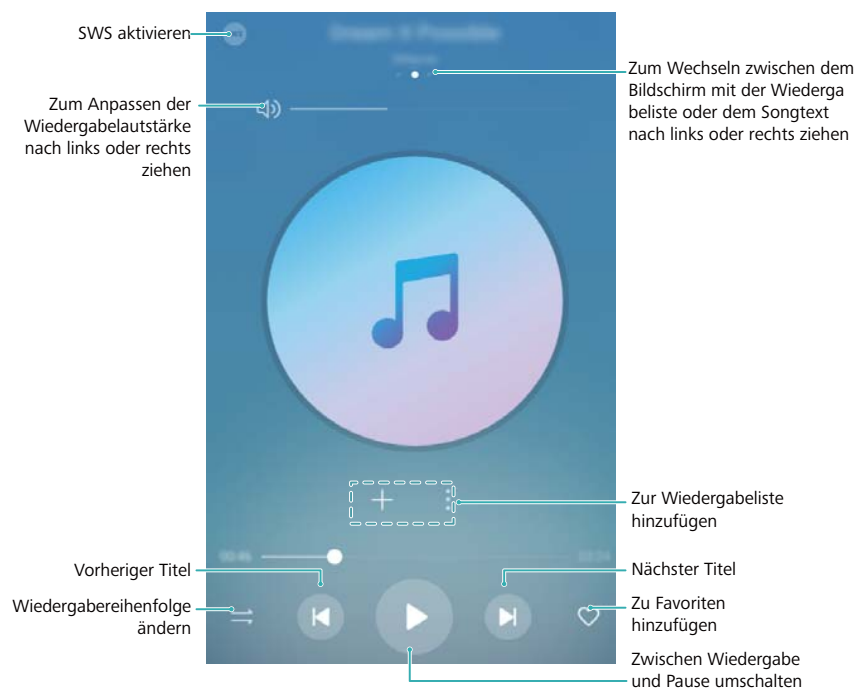 SWS aktivieren
Zum Wechseln zwischen dem
Bildschirm mit der Wiederga
beliste oder dem Songtext
nach links oder rechts ziehen
Zum Anpassen der
Wiedergabelautstärke
nach links oder rechts
ziehen
Zur Wiedergabeliste
hinzufügen
Vorheriger Titel
Nächster Titel
Wiedergabereihenfolge
ändern
Zu Favoriten
hinzufügen
Zwischen Wiedergabe
und Pause umschalten